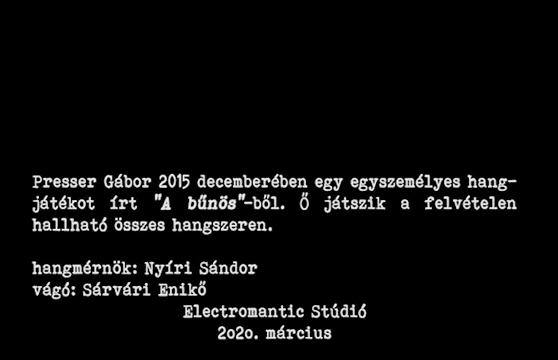 Presser Gábor 2015 decemberében egy egyszemélyes hang-
játékot írt "A bűnös"-ből. Ő játszik a felvételen
hallható összes hangszeren.
hangmérnök: Nyíri Sándor
vágó: Sárvári Enikő
Electromantic Stúdió
2020. március